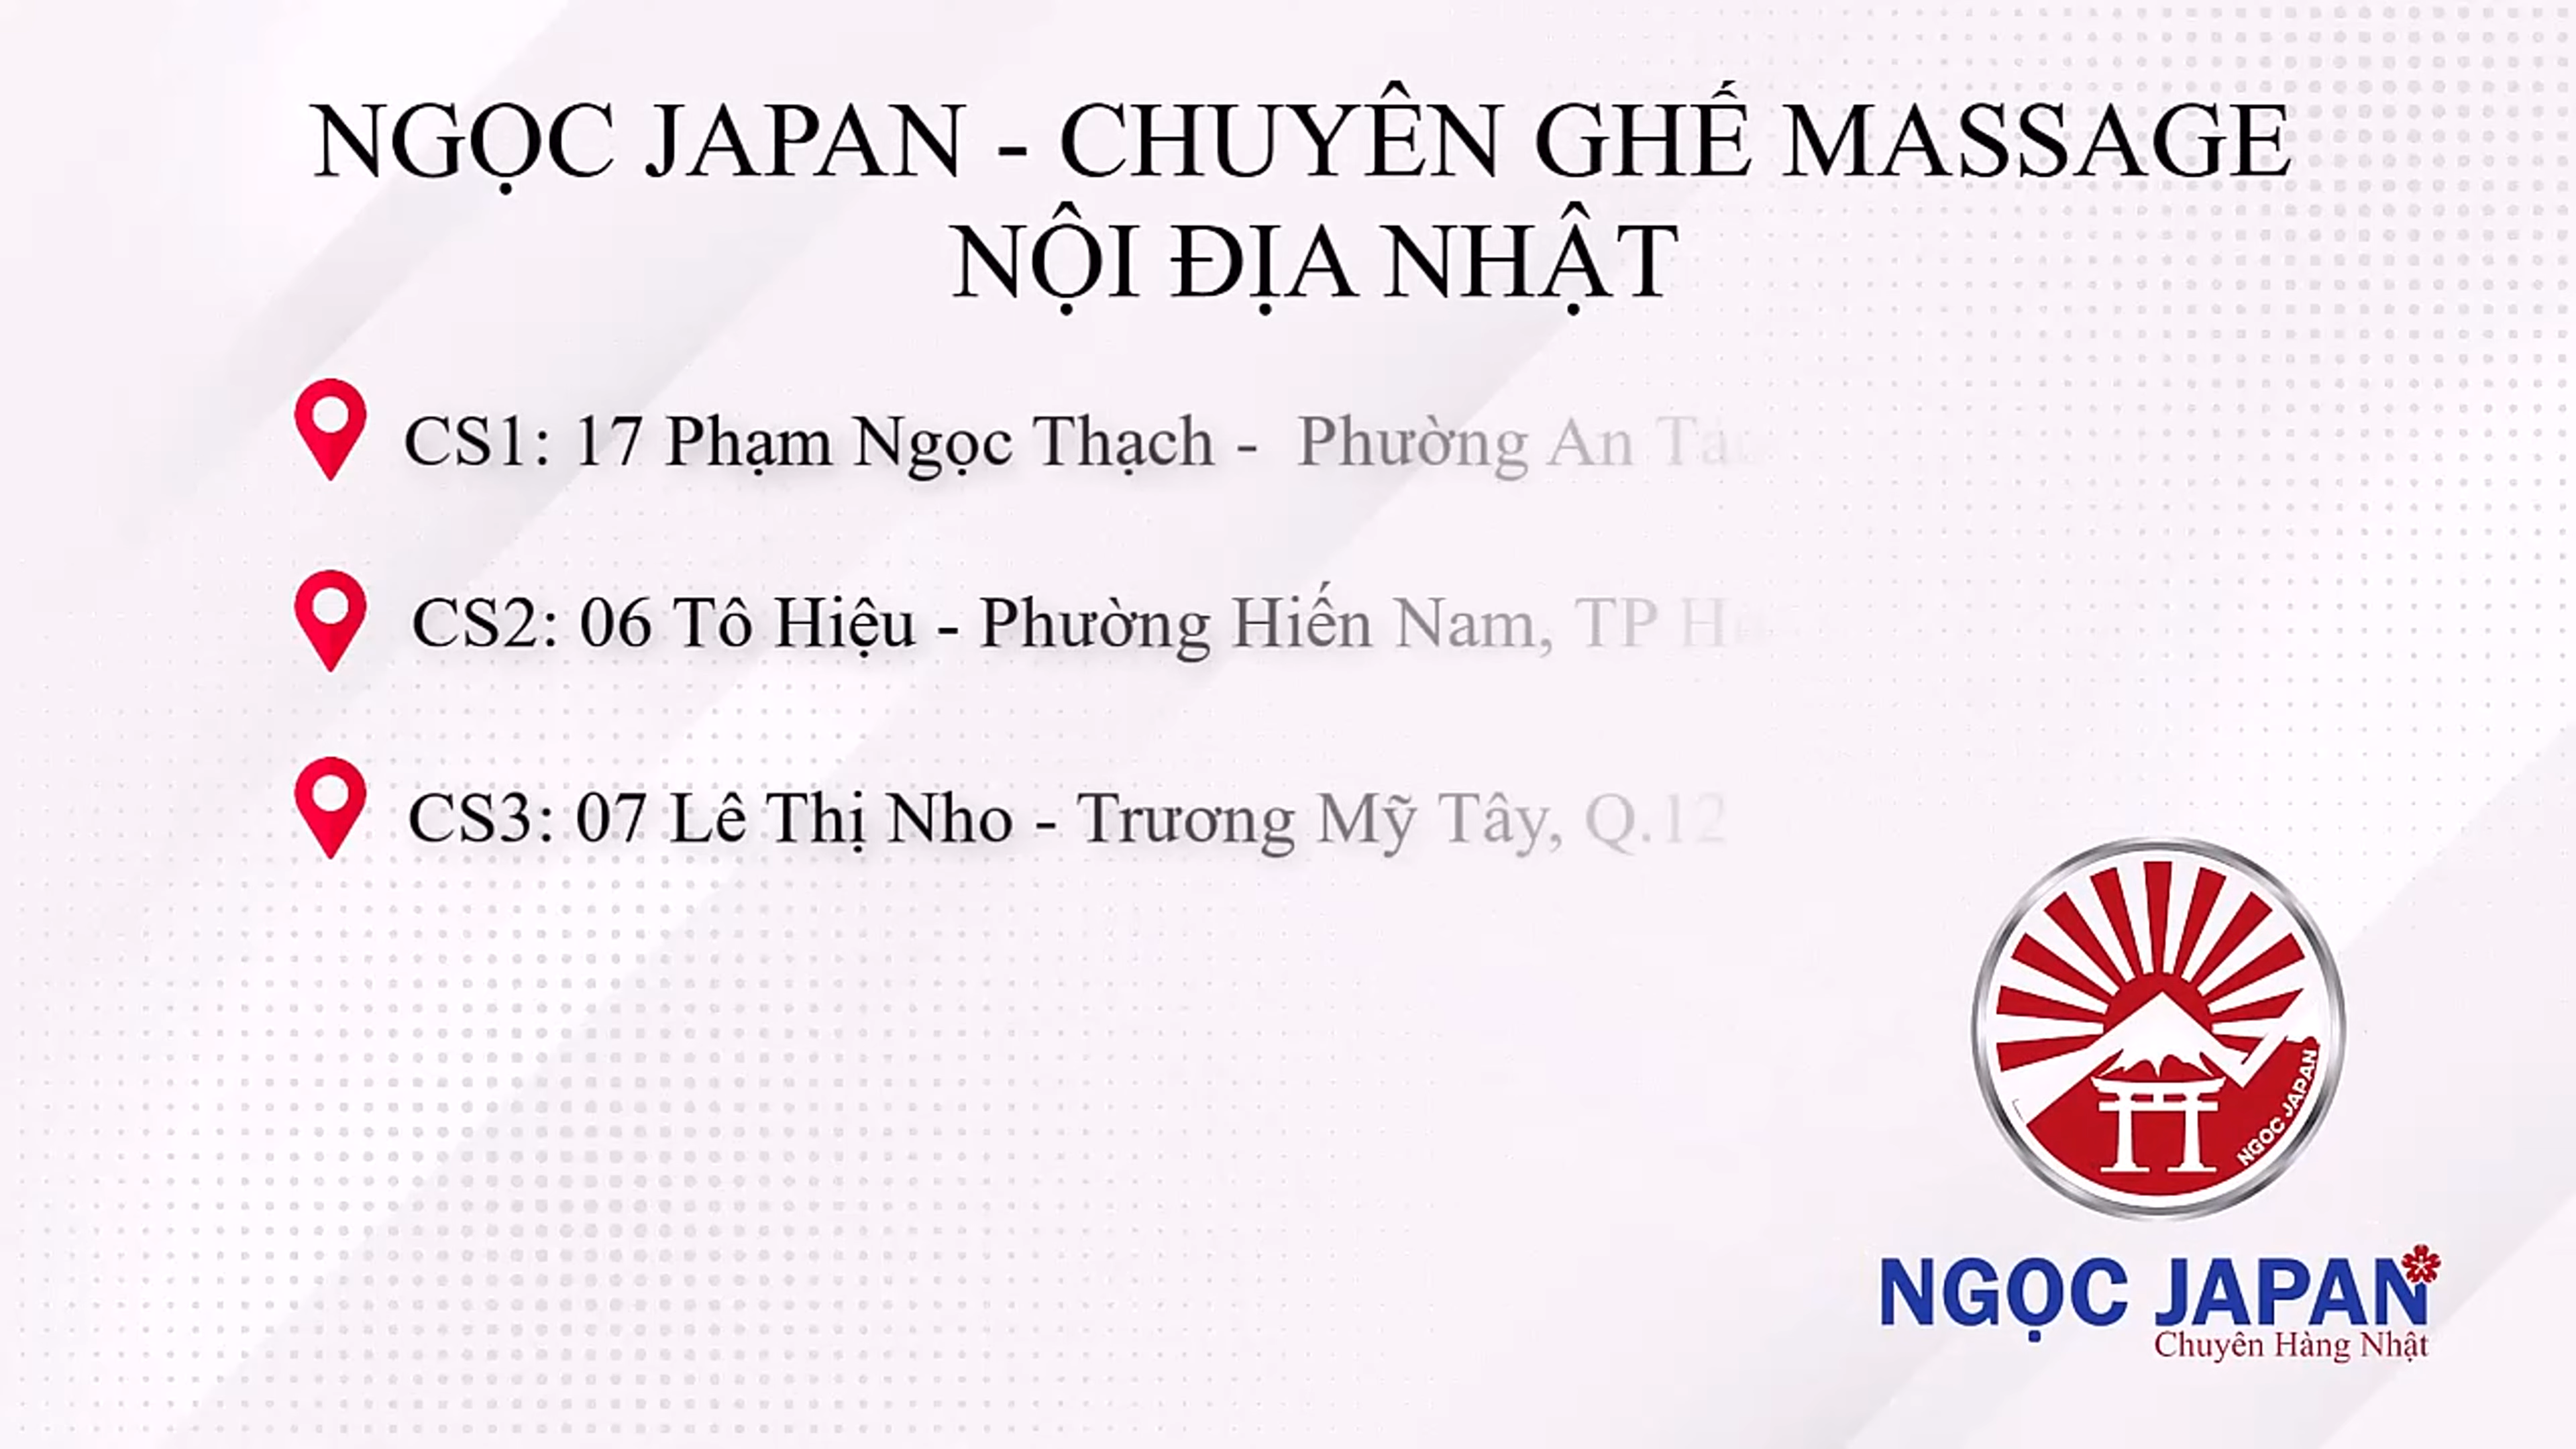 NGỌC JAPAN - CHUYÊN GHẾ MASSAGE
NỘI ĐỊA NHẬT
CS1: 17 Phạm Ngọc Thạch - Phường An
CS2: 06 Tô Hiệu - Phường Hiến Nam, TP
CS3: 07 Lê Thị Nho - Trương Mỹ Tây, Q.12
NGỌC JAPAN
NGỌC JAPAN
Chuyên Hàng Nhật